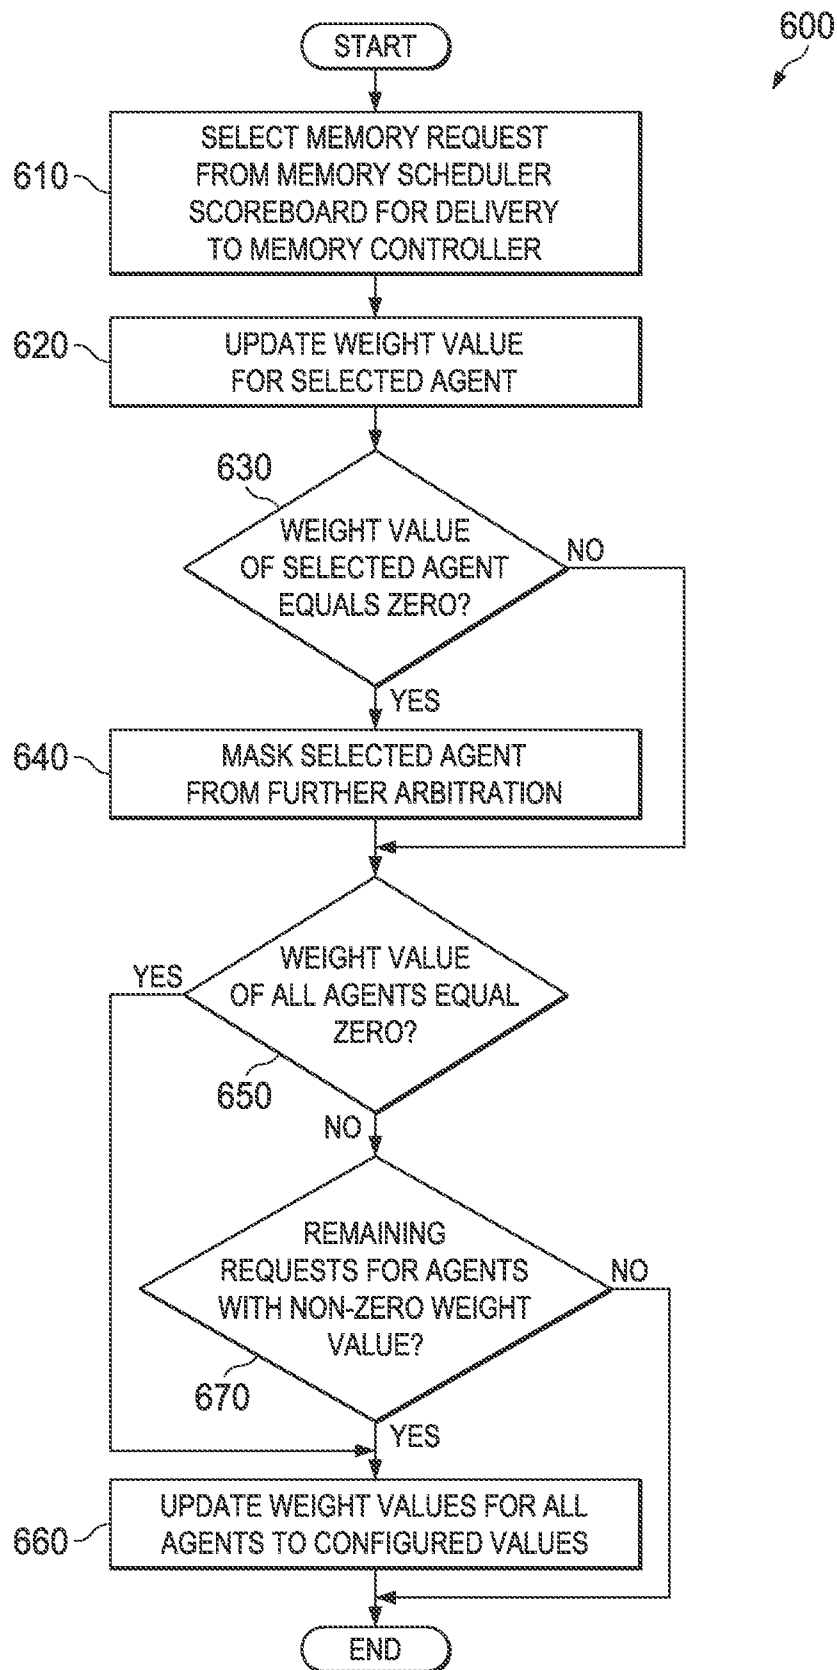 600
START
610
SELECT MEMORY REQUEST
FROM MEMORY SCHEDULER
SCOREBOARD FOR DELIVERY
TO MEMORY CONTROLLER
620
UPDATE WEIGHT VALUE
FOR SELECTED AGENT
630
WEIGHT VALUE
OF SELECTED AGENT
EQUALS ZERO?
NO
YES
640
MASK SELECTED AGENT
FROM FURTHER ARBITRATION
YES
WEIGHT VALUE
OF ALL AGENTS EQUAL
ZERO?
650
NO
REMAINING
REQUESTS FOR AGENTS
WITH NON-ZERO WEIGHT
VALUE?
NO
670
YES
660
UPDATE WEIGHT VALUES FOR ALL
AGENTS TO CONFIGURED VALUES
END